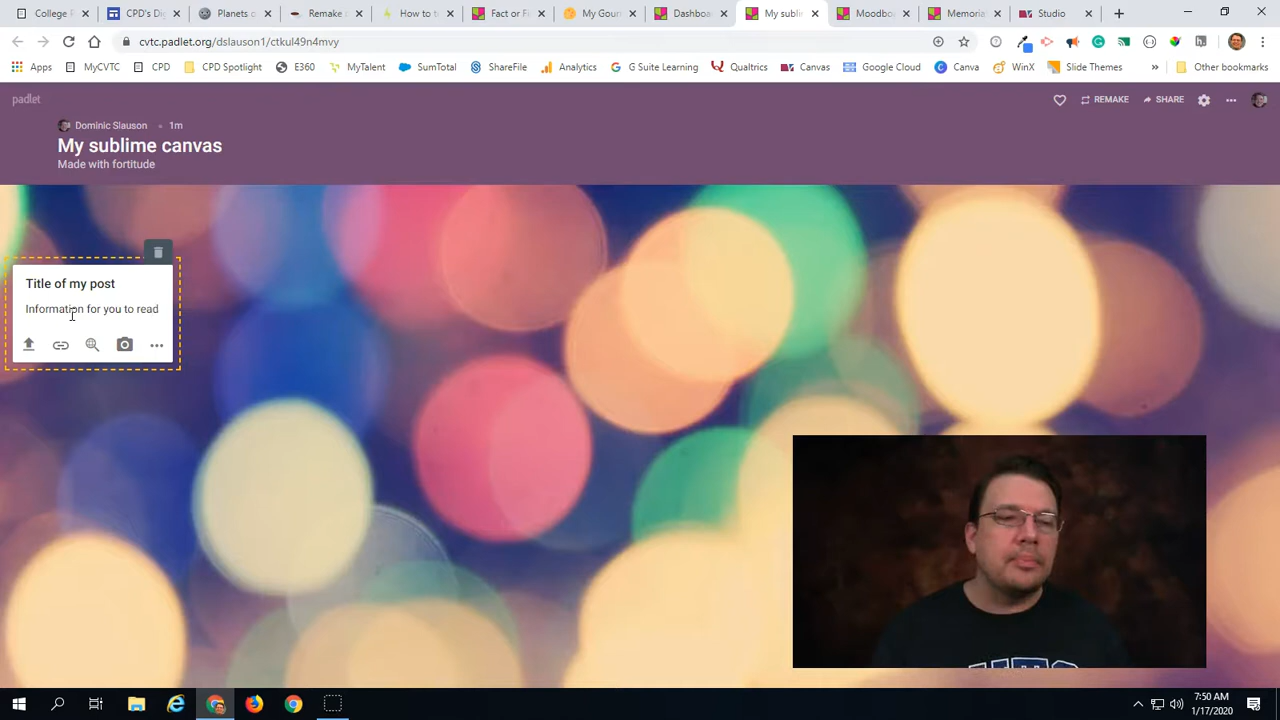 College P
CPD's Dig
Planets o
Remake a
How to t
Fact or Fi
My Gour
Dashboa
My subli
Moodboa
Memoria
Studio
cvtc.padlet.org/dslauson1/ctkul49n4mvy
Apps
MyCVTC
CPD
CPD Spotlight
E360
MyTalent
SumTotal
ShareFile
Analytics
G Suite Learning
Qualtrics
Canvas
Google Cloud
Canva
WinX
Slide Themes
»
Other bookmarks
padlet
REMAKE
SHARE
Dominic Slauson • 1m
My sublime canvas
Made with fortitude
Title of my post
Information for you to read
7:50 AM
1/17/2020